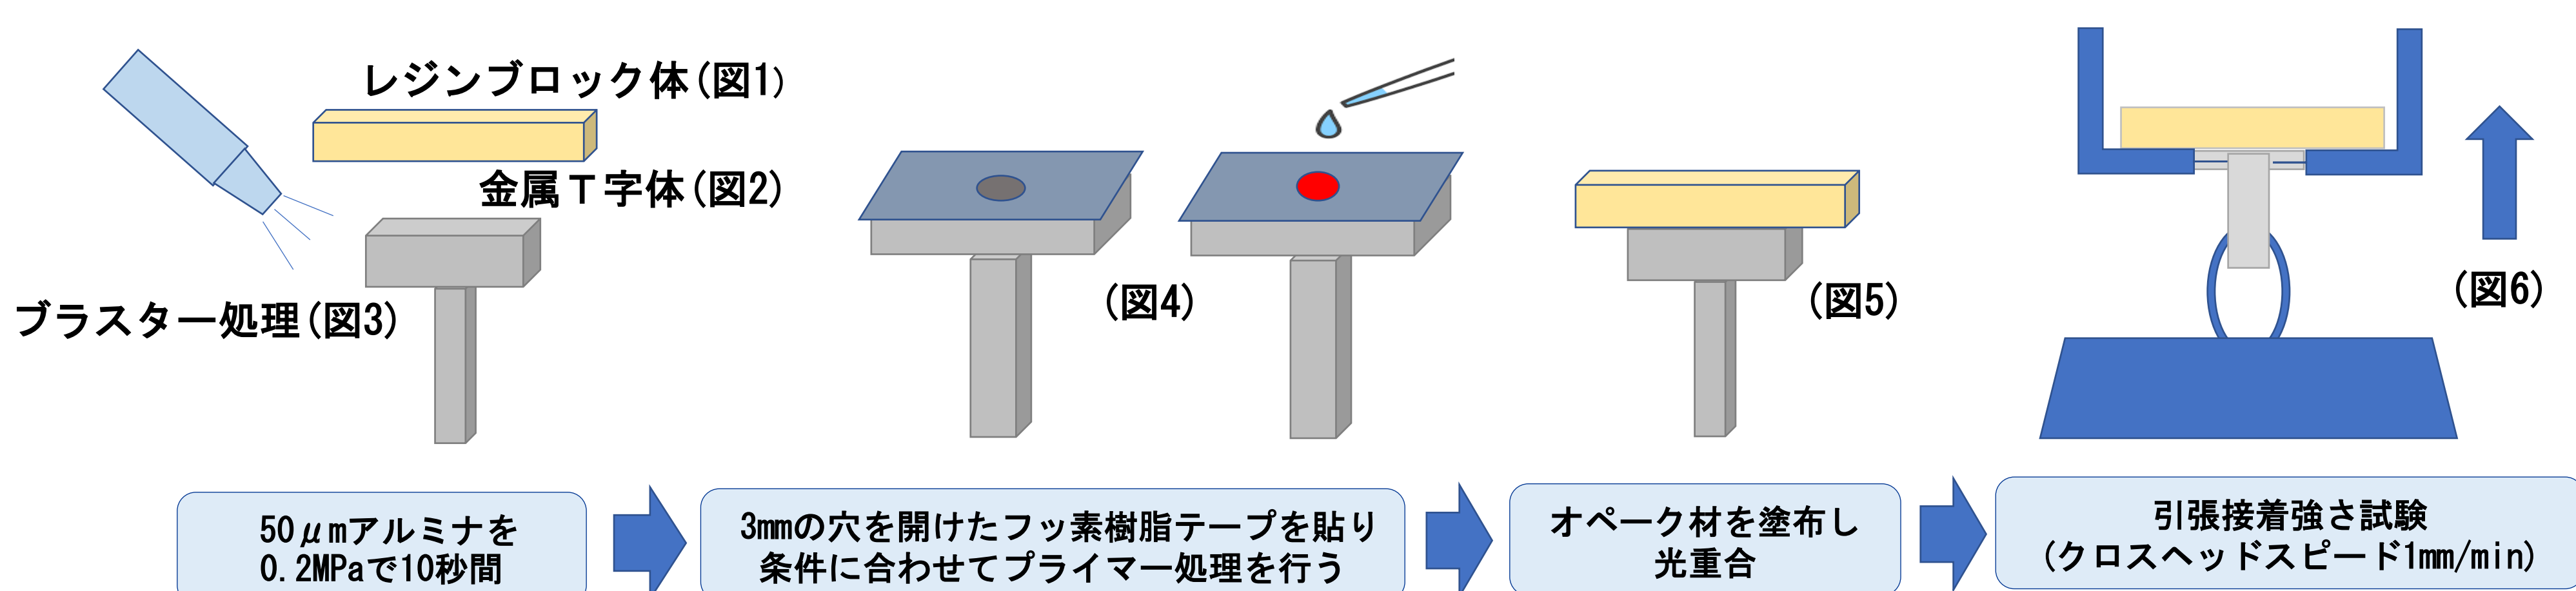 レジンブロック体(図1)
金属T字体(図2)
ブラスター処理(図3)
(図4)
(図5)
(図6)
50μmアルミナを
0.2MPaで10秒間
3mmの穴を開けたフッ素樹脂テープを貼り
条件に合わせてプライマー処理を行う
オペーク材を塗布し
光重合
引張接着強さ試験
(クロスヘッドスピード1mm/min)